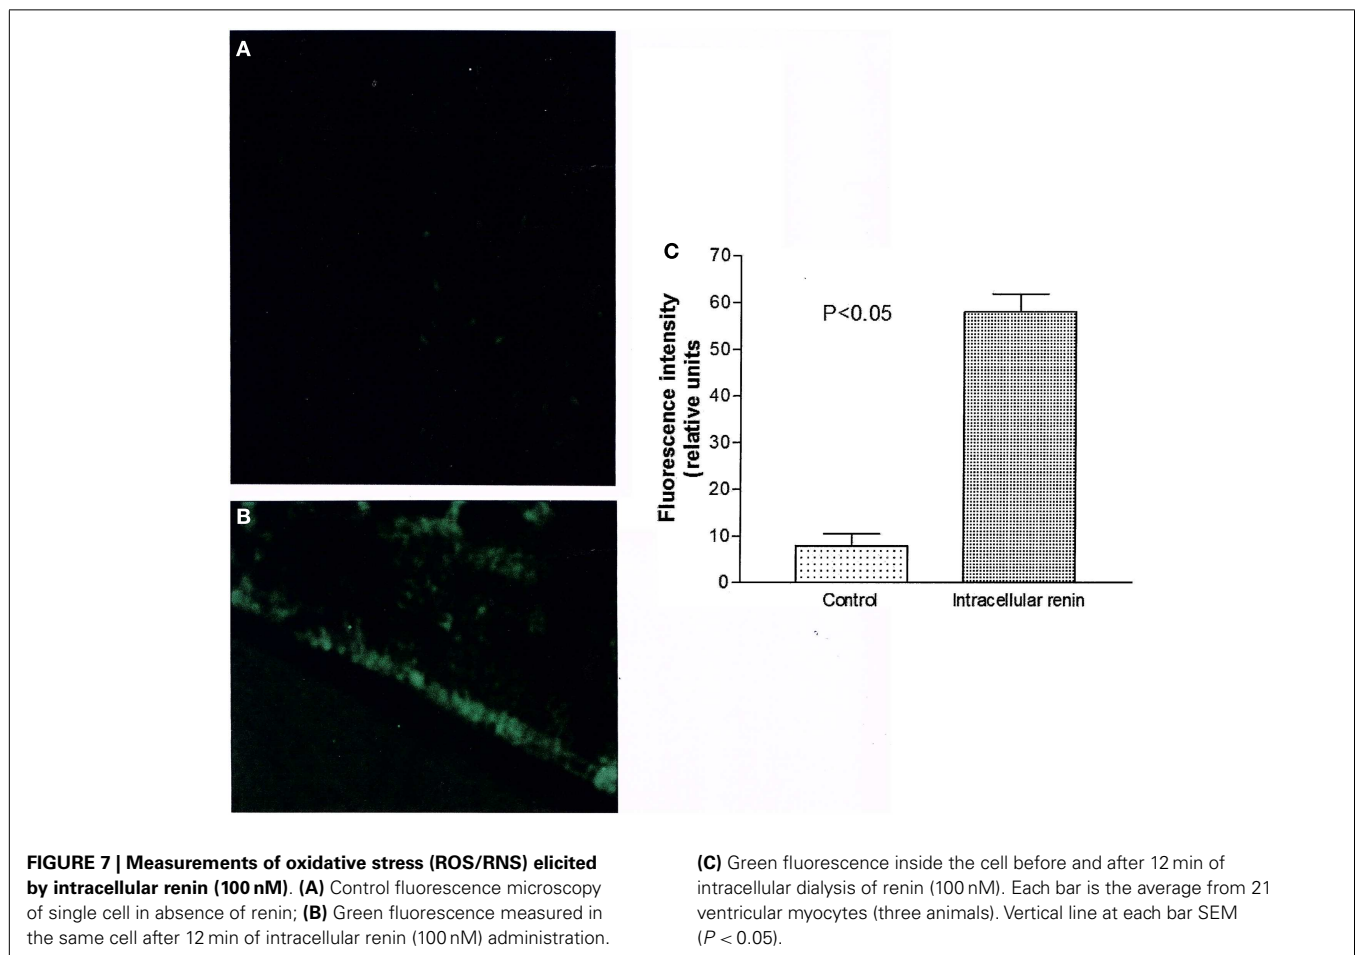 A
B
C
Fluorescence intensity
(relative units
70
60
50
40
30
20
10
0
P<0.05
Control
Intracellular renin
FIGURE 7 | Measurements of oxidative stress (ROS/RNS) elicited
by intracellular renin (100 nM). (A) Control fluorescence microscopy
of single cell in absence of renin; (B) Green fluorescence measured in
the same cell after 12 min of intracellular renin (100 nM) administration.
(C) Green fluorescence inside the cell before and after 12 min of
intracellular dialysis of renin (100 nM). Each bar is the average from 21
ventricular myocytes (three animals). Vertical line at each bar SEM
(P < 0.05).